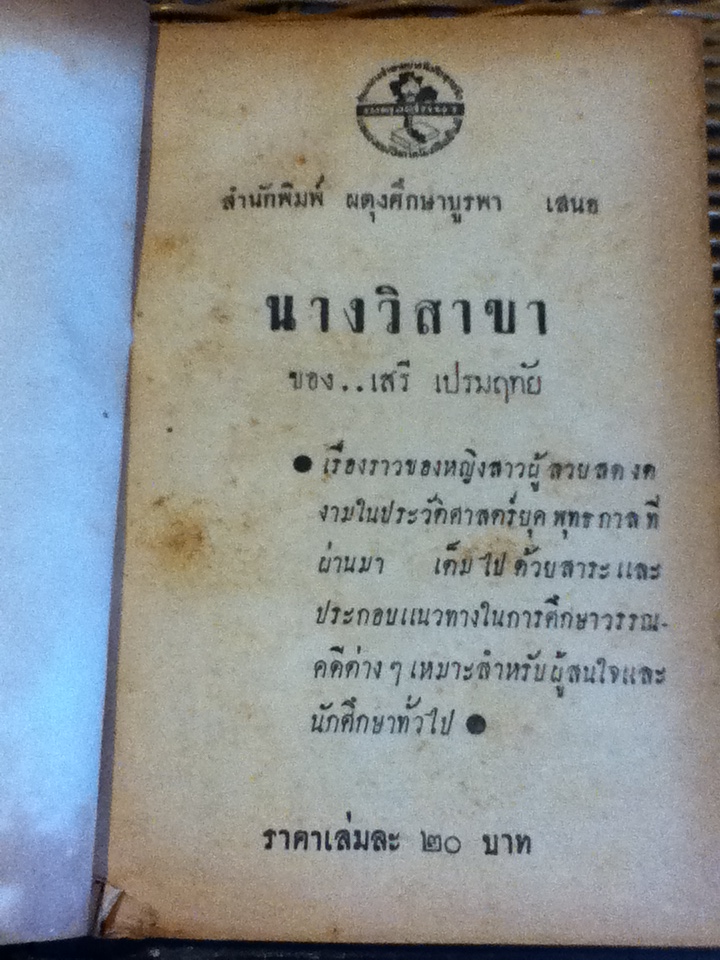 สำนักพิมพ์ ผดุงศึกษาบูรพา เสนอ
นางวิสาขา
ของ..เสรี เปรมฤทัย
● เรื่องราวของหญิงสาวผู้สวยสดงด
งามในประวัติศาสตร์ยุคพุทธกาลที่
ผ่านมา เต็มไปด้วยสาระและ
ประกอบแนวทางในการศึกษาวรรณ-
คดีต่างๆ เหมาะสำหรับผู้สนใจและ
นักศึกษาทั่วไป ●
ราคาเล่มละ ๒๐ บาท